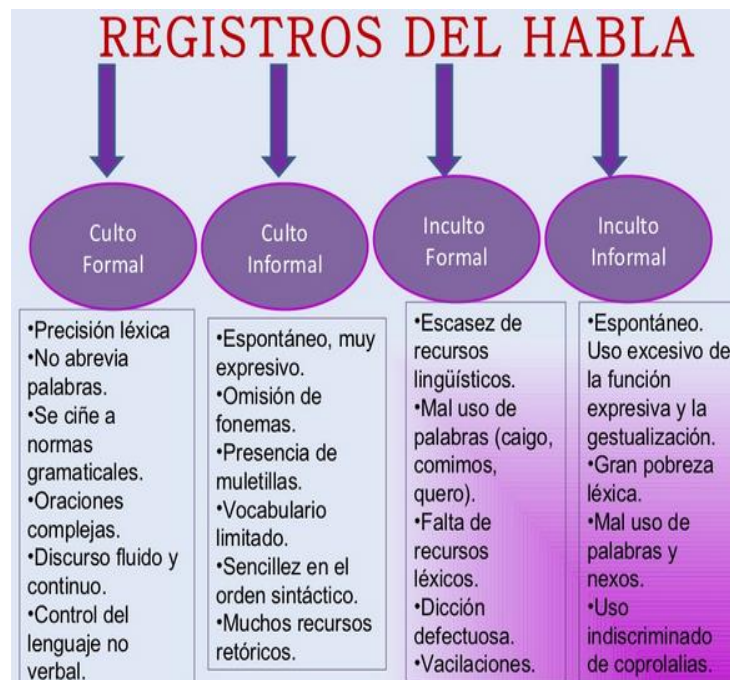 REGISTROS DEL HABLA
Culto
Formal
•Precisión léxica
•No abrevia
palabras.
•Se ciñe a
normas
gramaticales.
•Oraciones
complejas.
•Discurso fluido y
continuo.
•Control del
lenguaje no
verbal.
Culto
Informal
•Espontáneo, muy
expresivo.
•Omisión de
fonemas.
•Presencia de
muletillas.
•Vocabulario
limitado.
•Sencillez en el
orden sintáctico.
•Muchos recursos
retóricos.
Inculto
Formal
•Escasez de
recursos
lingüísticos.
•Mal uso de
palabras (caigo,
comimos,
quero).
•Falta de
recursos
léxicos.
•Dicción
defectuosa.
•Vacilaciones.
Inculto
Informal
•Espontáneo.
Uso excesivo de
la función
expresiva y la
gestualización.
•Gran pobreza
léxica.
•Mal uso de
palabras y
nexos.
•Uso
indiscriminado
de coprolalias.